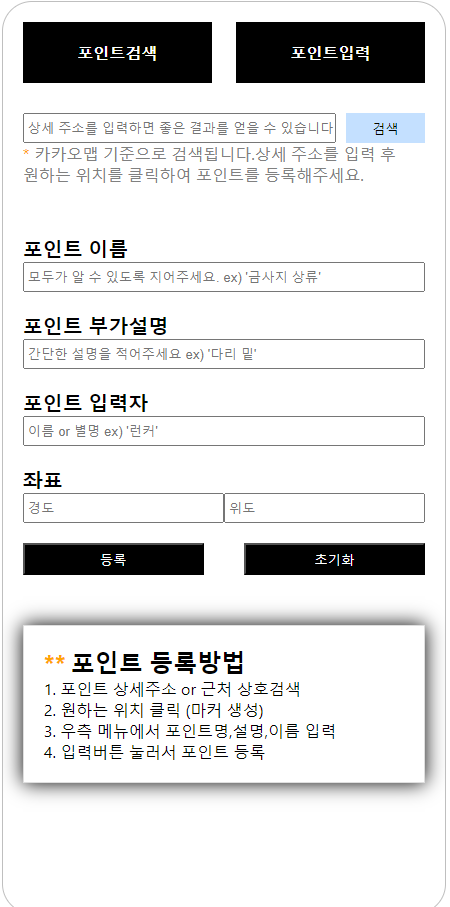 포인트검색 포인트입력
상세 주소를 입력하면 좋은 결과를 얻을 수 있습니다 검색
* 카카오맵 기준으로 검색됩니다.상세 주소를 입력 후
원하는 위치를 클릭하여 포인트를 등록해주세요.
포인트 이름
모두가 알 수 있도록 지어주세요. ex) '금사지 상류'
포인트 부가설명
간단한 설명을 적어주세요 ex) '다리 밑'
포인트 입력자
이름 or 별명 ex) '런커'
좌표
경도 위도
등록 초기화
** 포인트 등록방법
1. 포인트 상세주소 or 근처 상호검색
2. 원하는 위치 클릭 (마커 생성)
3. 우측 메뉴에서 포인트명,설명,이름 입력
4. 입력버튼 눌러서 포인트 등록